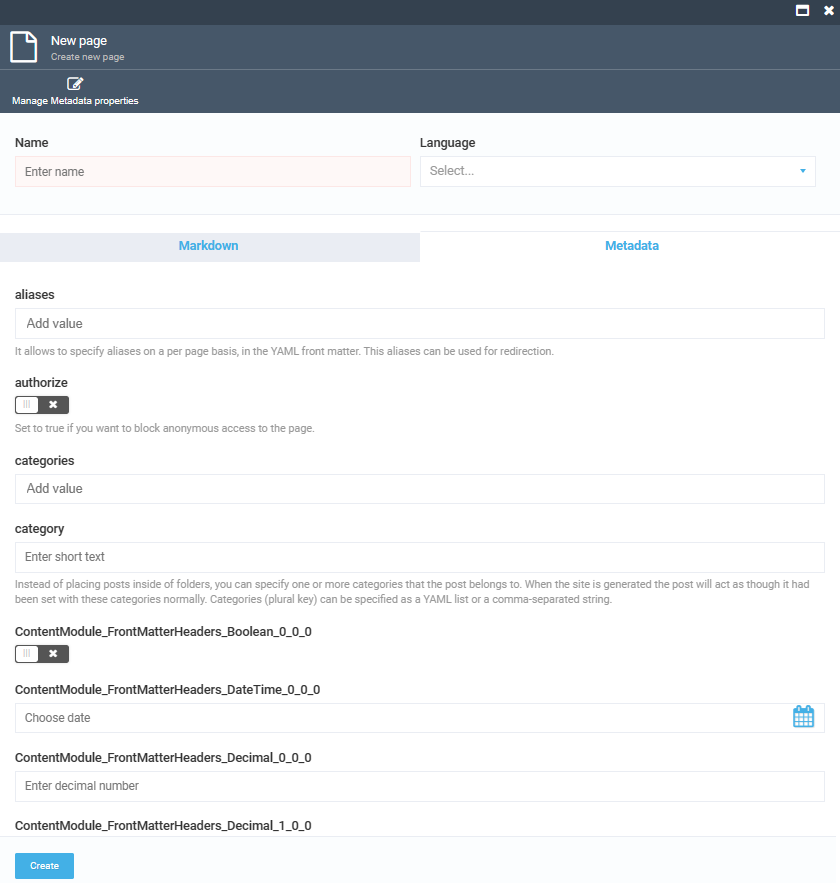 New page
Create new page
Manage Metadata properties
Name
Language
Enter name
Select...
Markdown
Metadata
aliases
Add value
It allows to specify aliases on a per page basis, in the YAML front matter. This aliases can be used for redirection.
authorize
Set to true if you want to block anonymous access to the page.
categories
Add value
category
Enter short text
Instead of placing posts inside of folders, you can specify one or more categories that the post belongs to. When the site is generated the post will act as though it had
been set with these categories normally. Categories (plural key) can be specified as a YAML list or a comma-separated string.
ContentModule_FrontMatterHeaders_Boolean_0_0_0
ContentModule_FrontMatterHeaders_DateTime_0_0_0
Choose date
ContentModule_FrontMatterHeaders_Decimal_0_0_0
Enter decimal number
ContentModule_FrontMatterHeaders_Decimal_1_0_0
Create